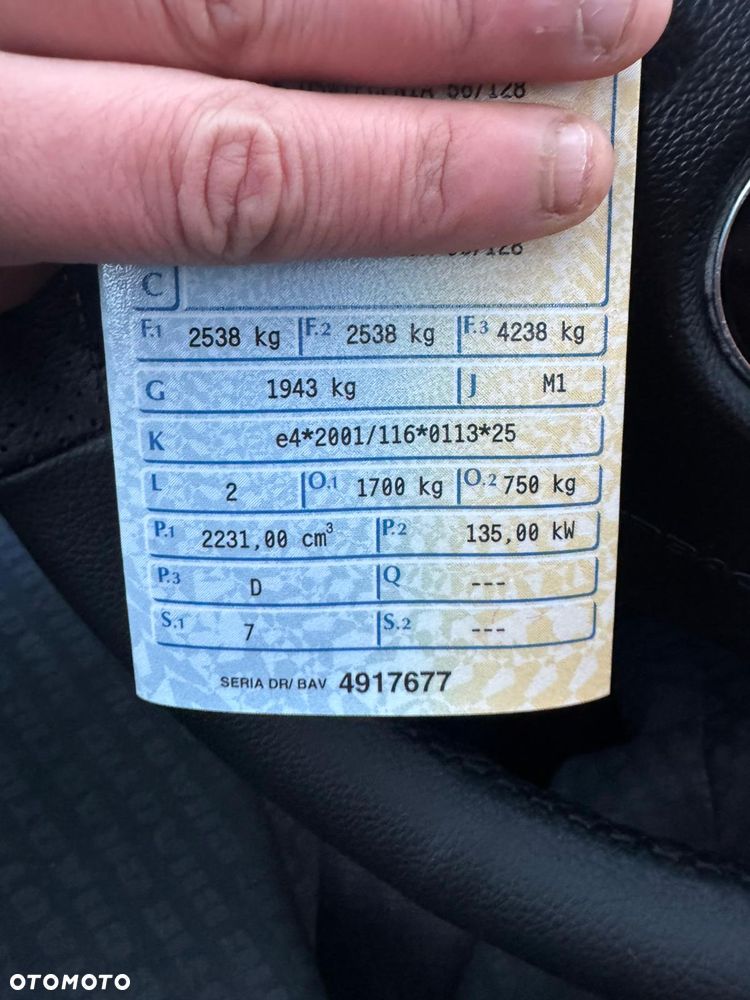 56/128
C
F.1 2538 kg F.2 2538 kg F.3 4238 kg
G 1943 kg J M1
K e4*2001/116*0113*25
L 2 O.1 1700 kg O.2 750 kg
P.1 2231,00 cm³ P.2 135,00 kW
P.3 D Q ---
S.1 7 S.2 ---
SERIA DR/ BAV 4917677
OTOMOTO